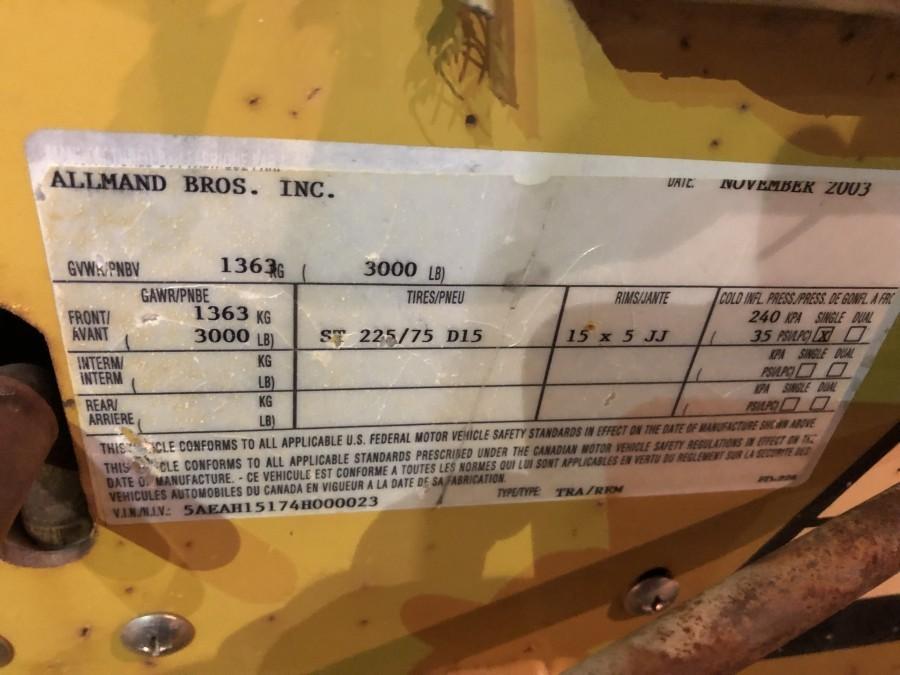 ALLMAND BROS. INC. DATE: NOVEMBER 2003
GVWR/PNBV 1363 KG ( 3000 LB)
GAWR/PNBE TIRES/PNEU RIMS/JANTE COLD INFL. PRESS./PRESS. DE GONFL. A FR
FRONT/ 1363 KG 240 KPA SINGLE DUAL
AVANT ( 3000 LB) ST 225/75 D15 15 x 5 JJ ( 35 PSI/LPC) X
INTERM/ KG KPA SINGLE DUAL
INTERM ( LB) ( PSI/LPC)
REAR/ KG KPA SINGLE DUAL
ARRIERE ( LB) ( PSI/LPC)
THIS CLE CONFORMS TO ALL APPLICABLE U.S. FEDERAL MOTOR VEHICLE SAFETY STANDARDS IN EFFECT ON THE DATE OF MANUFACTURE SHOWN ABOVE
THIS CLE CONFORMS TO ALL APPLICABLE STANDARDS PRESCRIBED UNDER THE CANADIAN MOTOR VEHICLE SAFETY REGULATIONS IN EFFECT ON THE
DATE OF MANUFACTURE. - CE VEHICULE EST CONFORME A TOUTES LES NORMES QUI LUI SONT APPLICABLES EN VERTU DU REGLEMENT SUR LA SECURITE DES
VEHICULES AUTOMOBILES DU CANADA EN VIGUEUR A LA DATE DE SA FABRICATION.
V.I.N./N.I.V.: 5AEAH15174H000023 TYPE/TYPE: TRA/REM